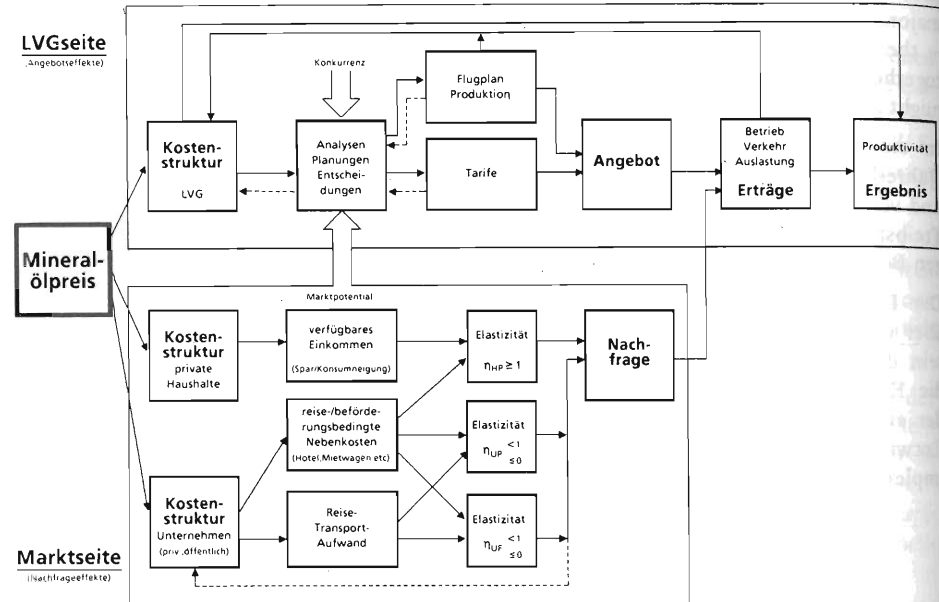 LVGseite
(Angebotseffekte)
Konkurrenz
Flugplan
Produktion
Kosten-
struktur
LVG
Analysen
Planungen
Entschei-
dungen
Tarife
Angebot
Betrieb
Verkehr
Auslastung
Erträge
Produktivität
Ergebnis
Mineral-
ölpreis
Marktpotential
Kosten-
struktur
private
Haushalte
verfügbares
Einkommen
(Spar/Konsumneigung)
Elastizität
ηHP ≥ 1
Nach-
frage
reise-/beförde-
rungsbedingte
Nebenkosten
(Hotel, Mietwagen etc)
Elastizität
ηUP < 1
≤ 0
Kosten-
struktur
Unternehmen
(priv., öffentlich)
Reise-
Transport-
Aufwand
Elastizität
ηUF < 1
≤ 0
Marktseite
(Nachfrageeffekte)